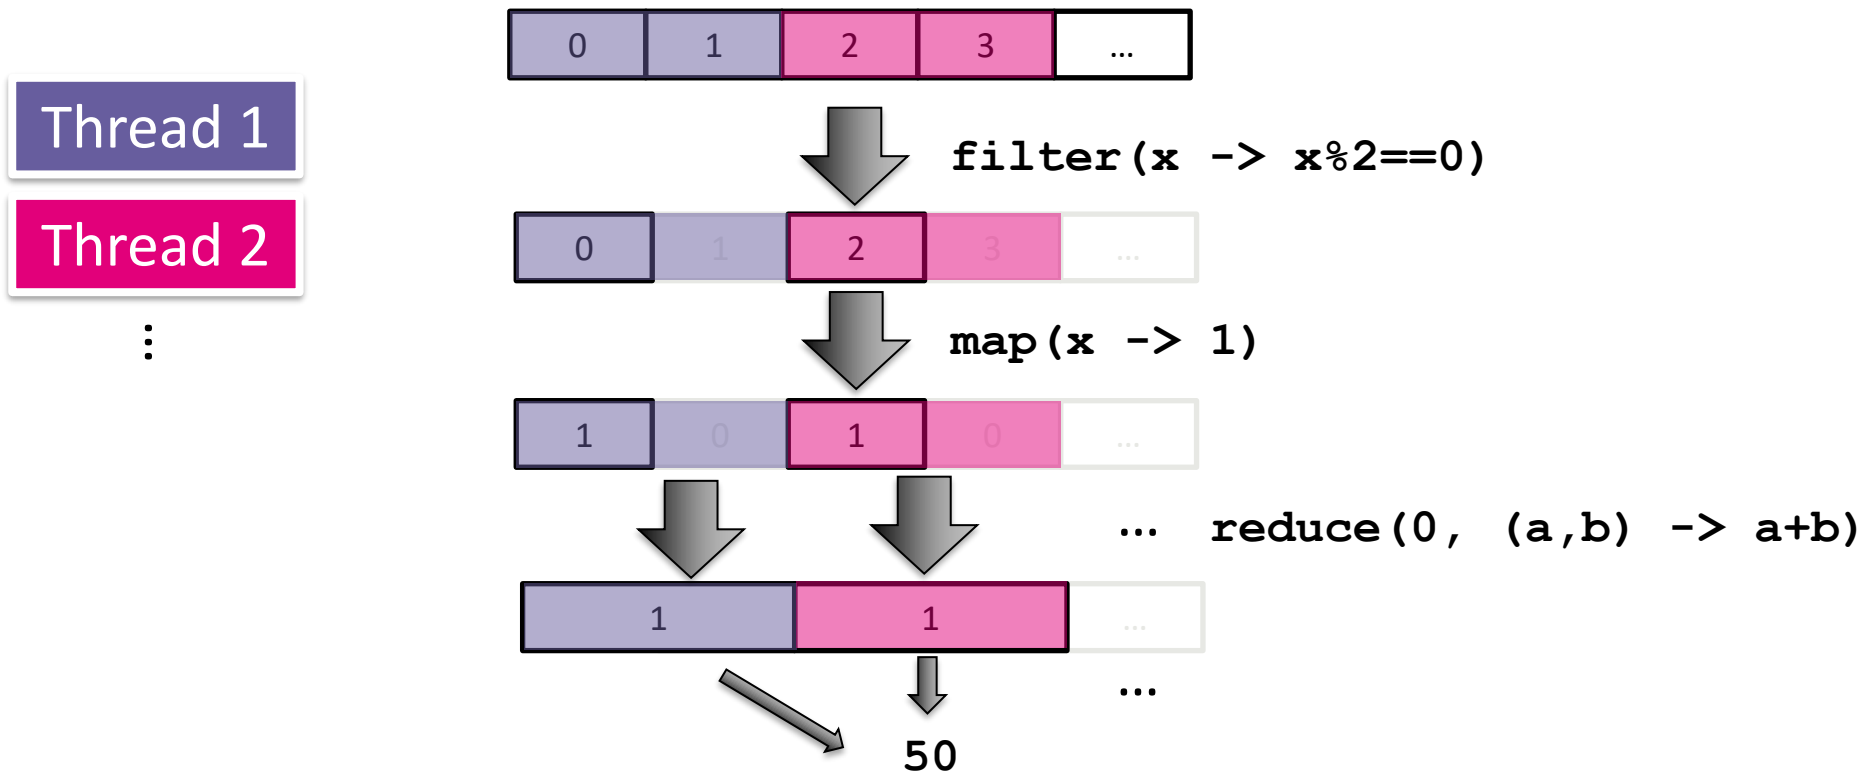 Thread 1
Thread 2
⋮
0 1 2 3 ...
filter(x -> x%2==0)
0 1 2 3 ...
map(x -> 1)
1 0 1 0 ...
... reduce(0, (a,b) -> a+b)
1 1 ...
...
50